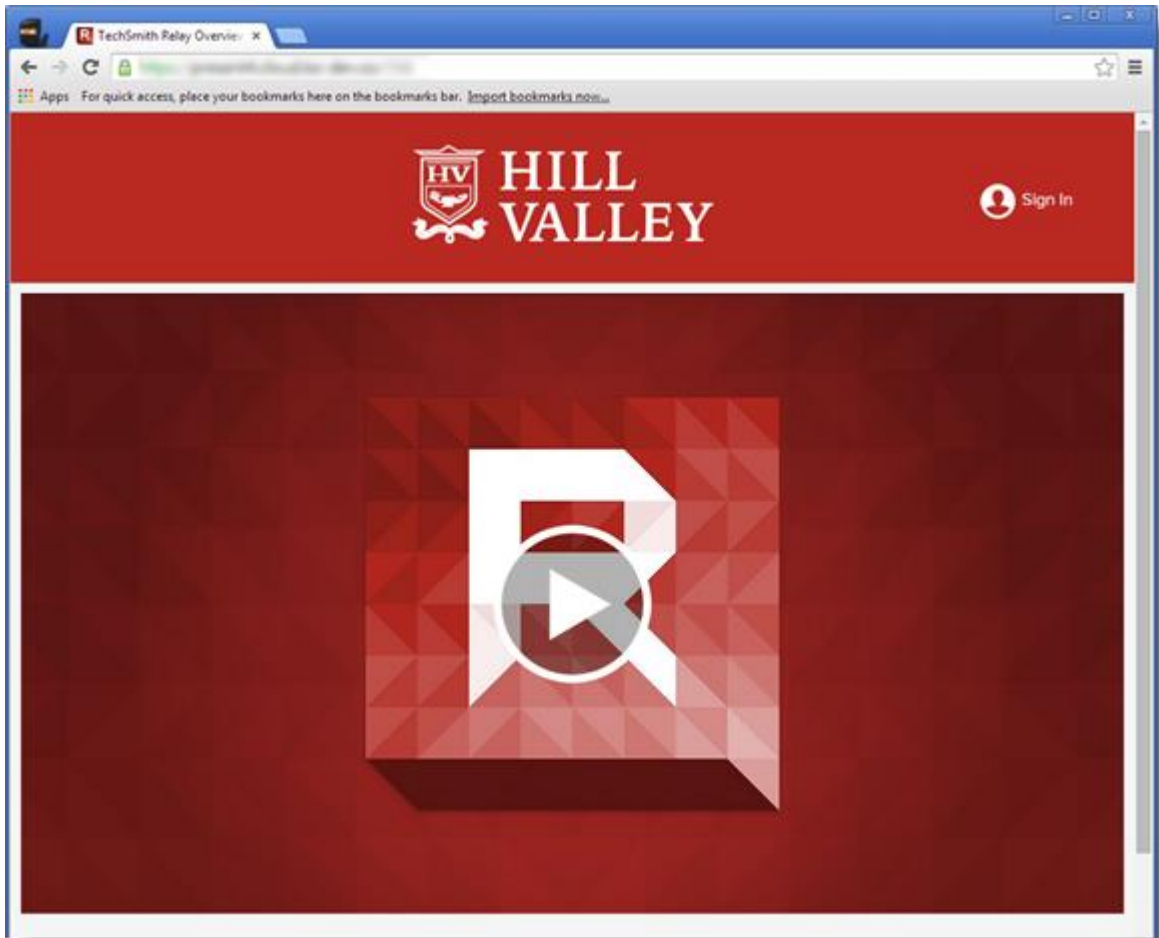 TechSmith Relay Overvie
Apps For quick access, place your bookmarks here on the bookmarks bar. Import bookmarks now...
HV
HILL
VALLEY
Sign In
R